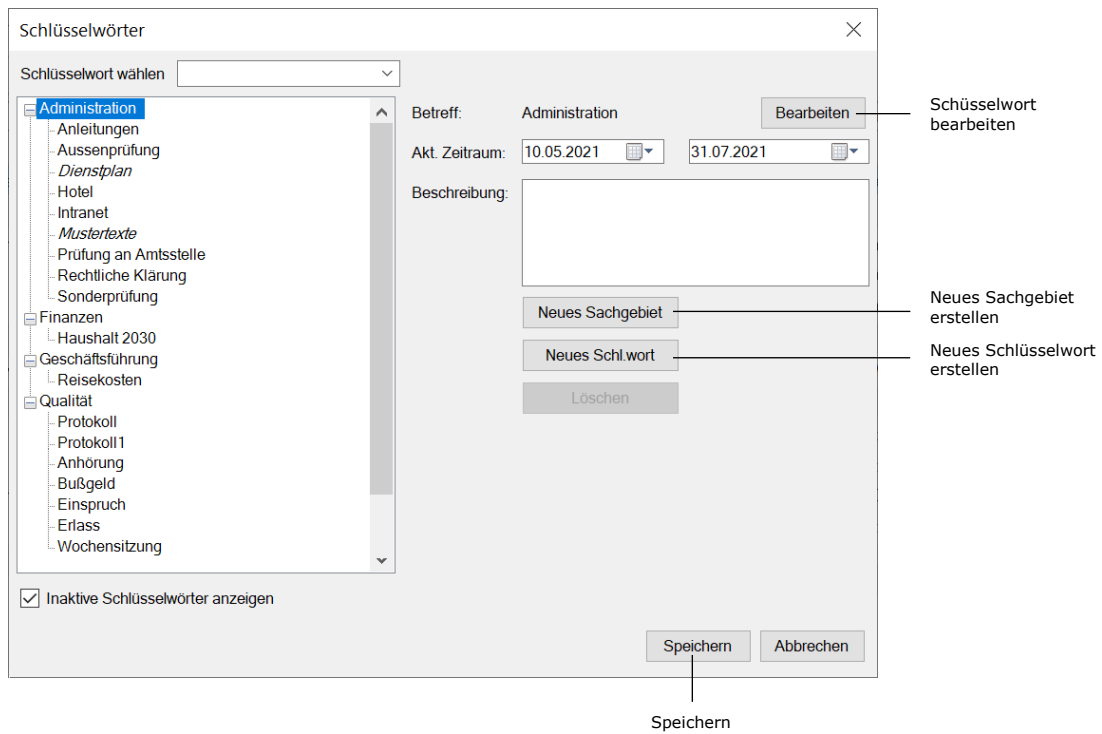 Schlüsselwörter
Schlüsselwort wählen
Administration
Anleitungen
Aussenprüfung
Dienstplan
Hotel
Intranet
Mustertexte
Prüfung an Amtsstelle
Rechtliche Klärung
Sonderprüfung
Finanzen
Haushalt 2030
Geschäftsführung
Reisekosten
Qualität
Protokoll
Protokoll1
Anhörung
Bußgeld
Einspruch
Erlass
Wochensitzung
Inaktive Schlüsselwörter anzeigen
Betreff: Administration Bearbeiten
Akt. Zeitraum: 10.05.2021 31.07.2021
Beschreibung:
Neues Sachgebiet
Neues Schl.wort
Löschen
Speichern Abbrechen
Schüsselwort
bearbeiten
Neues Sachgebiet
erstellen
Neues Schlüsselwort
erstellen
Speichern